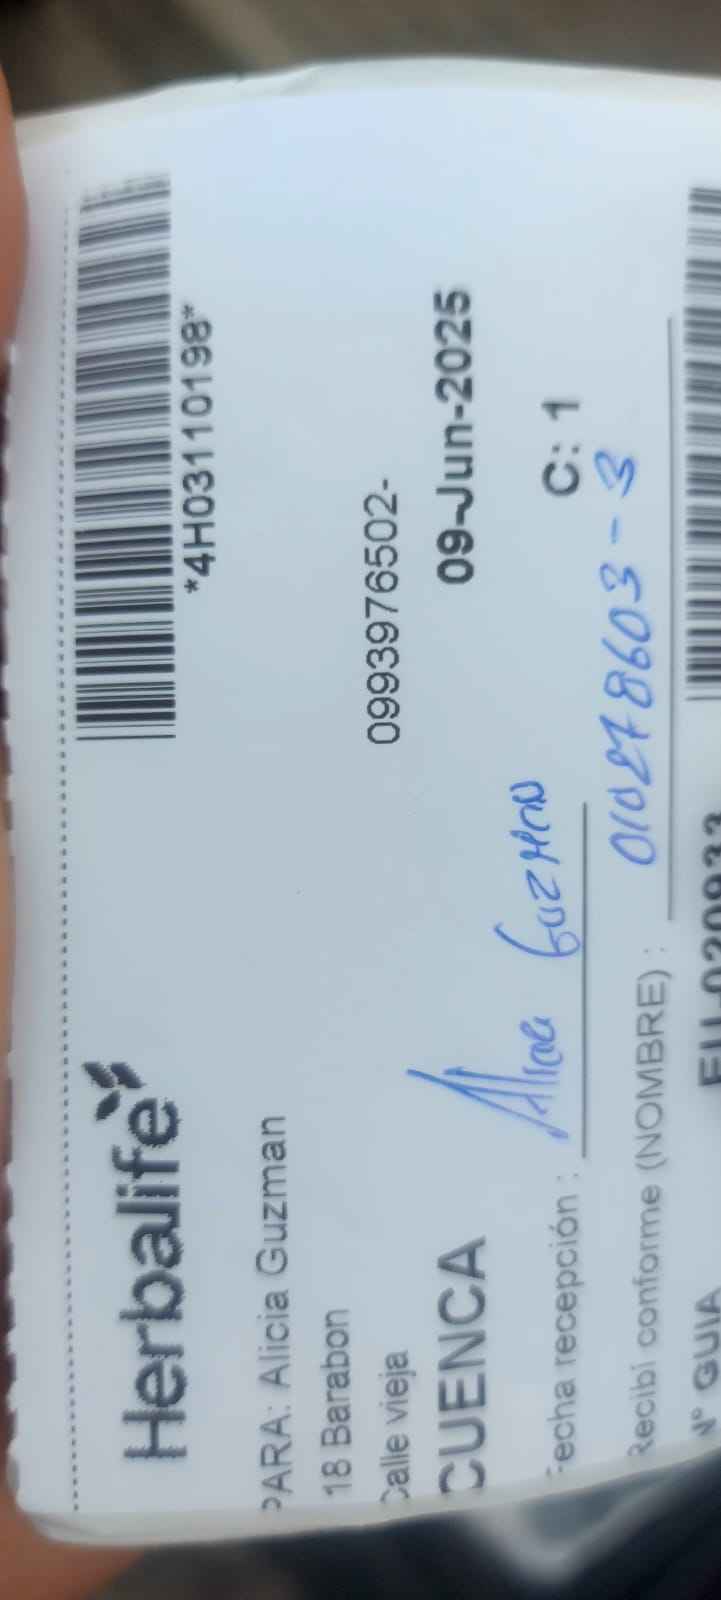 Herbalife
*4H03110198*
PARA: Alicia Guzman
18 Barabon
0993976502-
Calle vieja
CUENCA
09-Jun-2025
Fecha recepción :
Alicia Guzman
C: 1
Recibí conforme (NOMBRE) :
010278603-3
N° GUIA